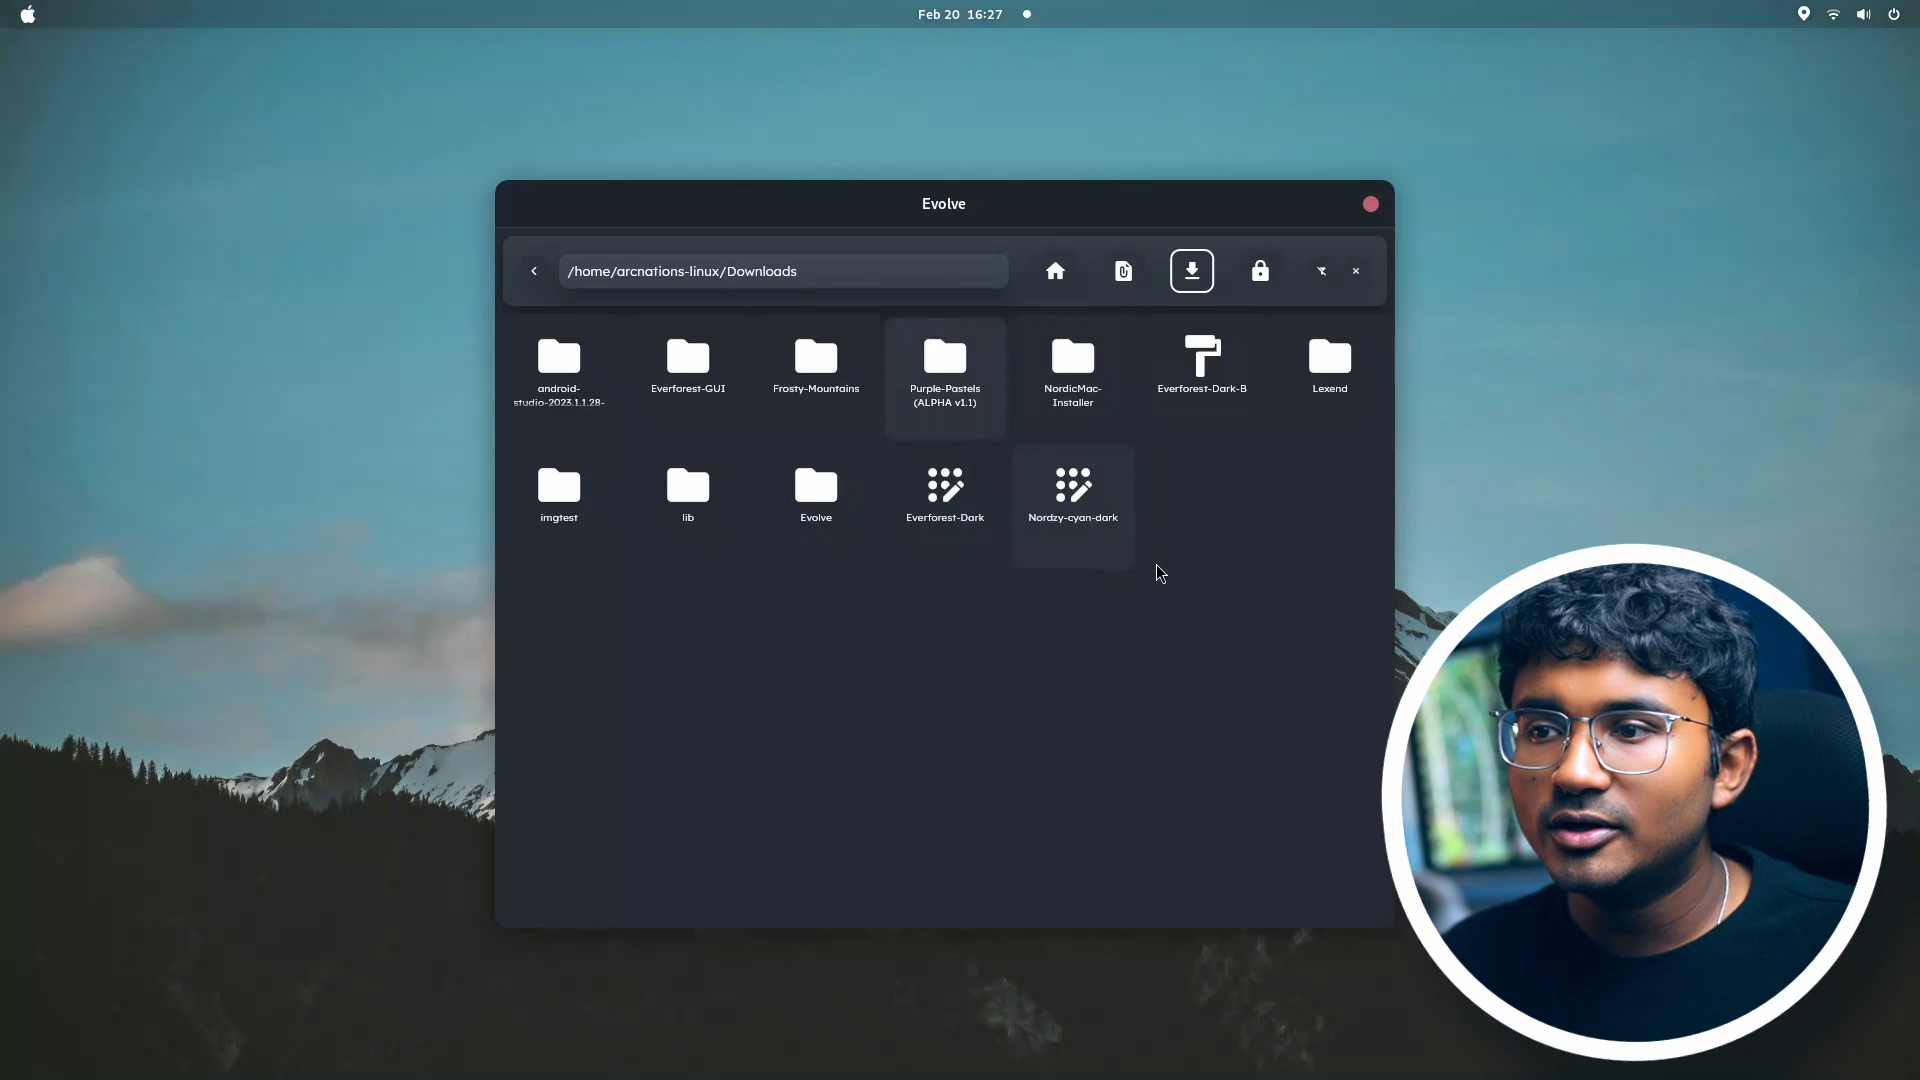 Feb 20 16:27
Evolve
/home/arcnations-linux/Downloads
android-
studio-2023.1.1.28-
Everforest-GUI
Frosty-Mountains
Purple-Pastels
(ALPHA v1.1)
NordicMac-
Installer
Everforest-Dark-B
Lexend
imgtest
lib
Evolve
Everforest-Dark
Nordzy-cyan-dark